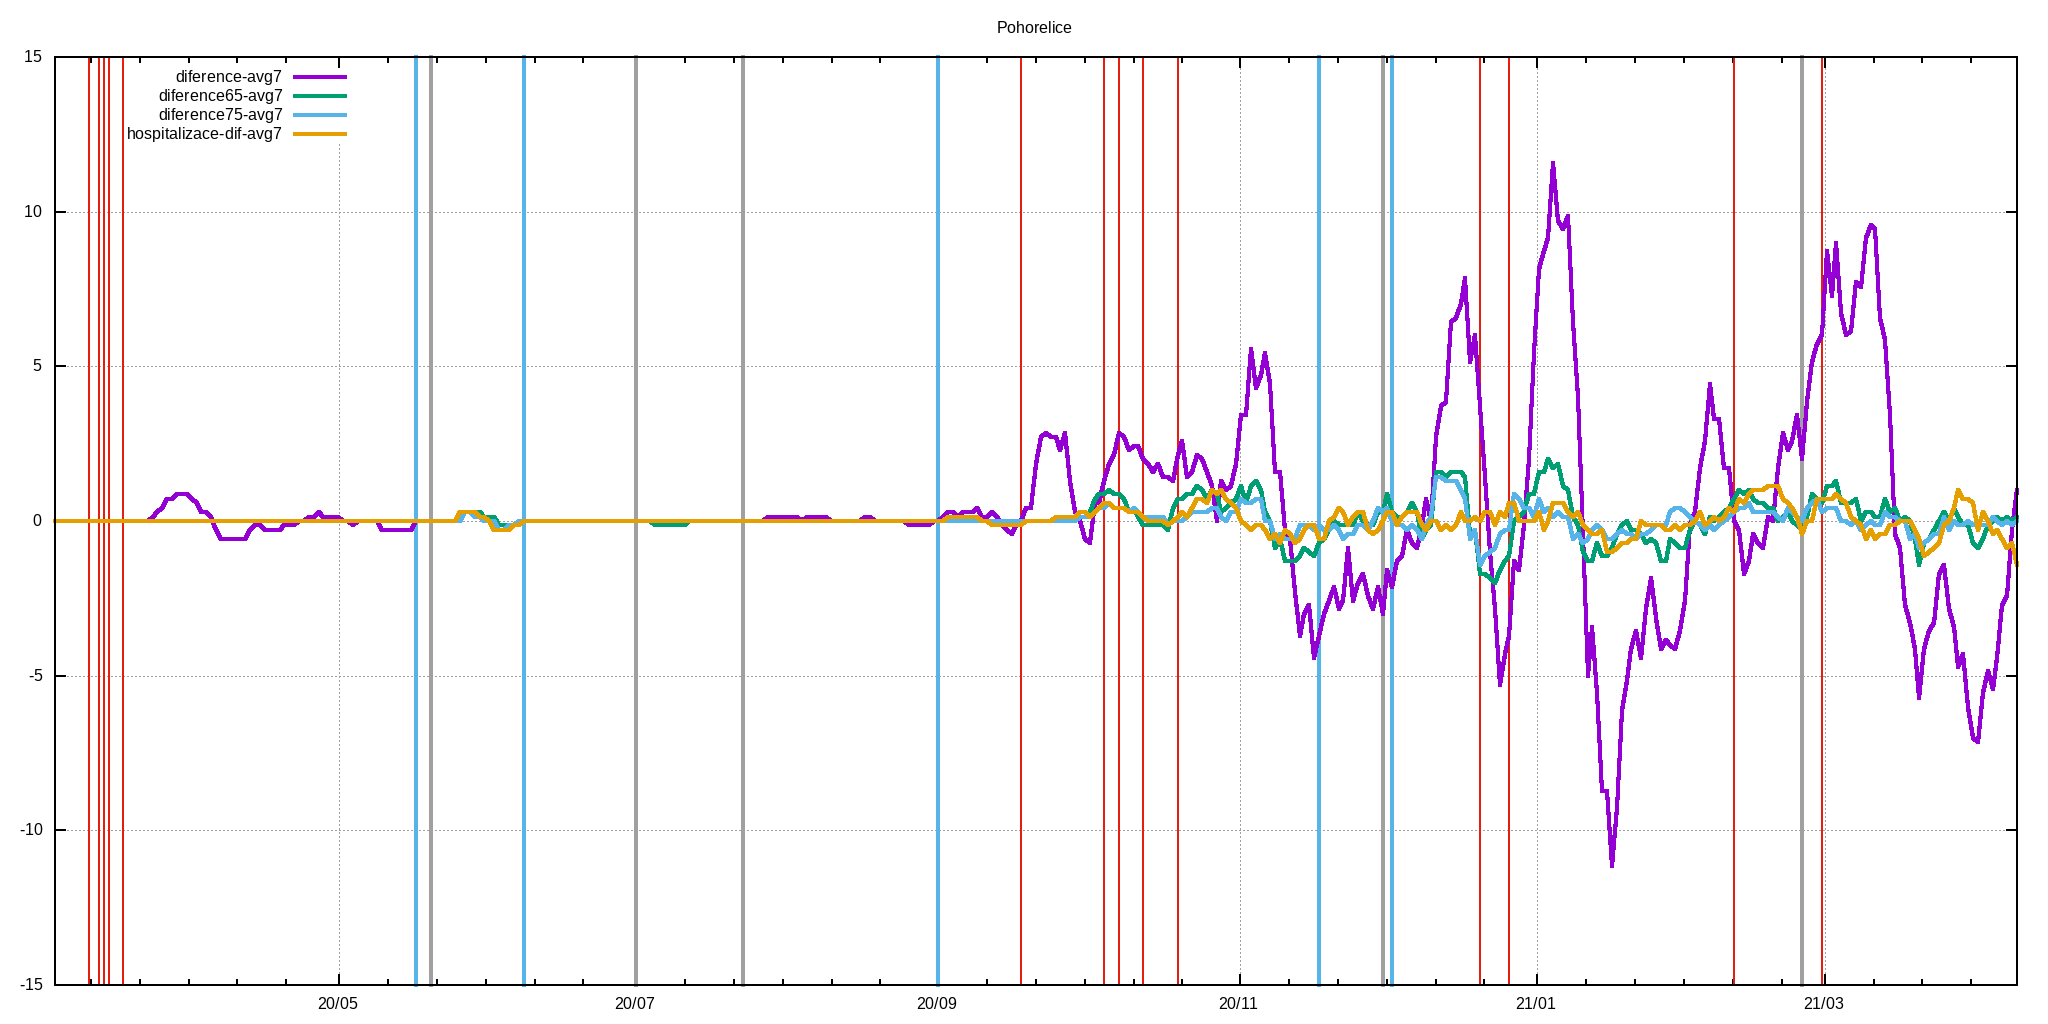 Pohorelice
15
diference-avg7
diference65-avg7
diference75-avg7
hospitalizace-dif-avg7
10
5
0
-5
-10
-15
20/05 20/07 20/09 20/11 21/01 21/03